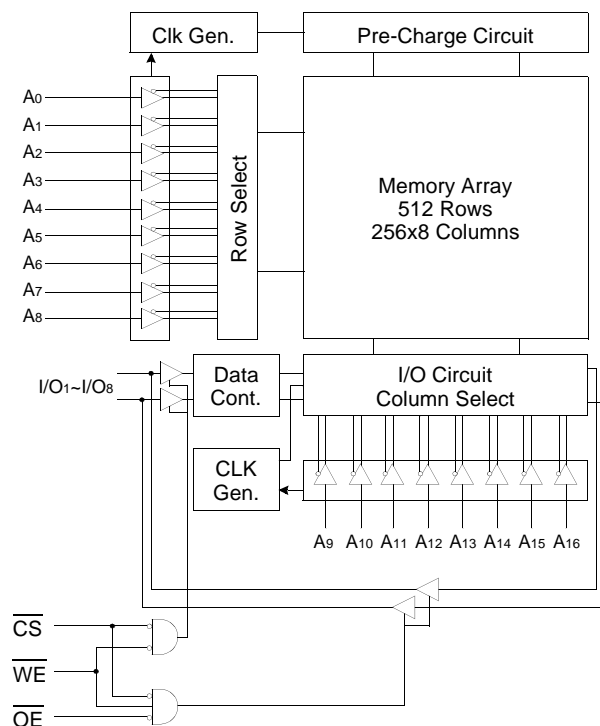 Clk Gen.
Pre-Charge Circuit
A0
A1
A2
A3
A4
A5
A6
A7
A8
Row Select
Memory Array
512 Rows
256x8 Columns
I/O1~I/O8
Data
Cont.
I/O Circuit
Column Select
CLK
Gen.
A9 A10 A11 A12 A13 A14 A15 A16
CS
WE
OE